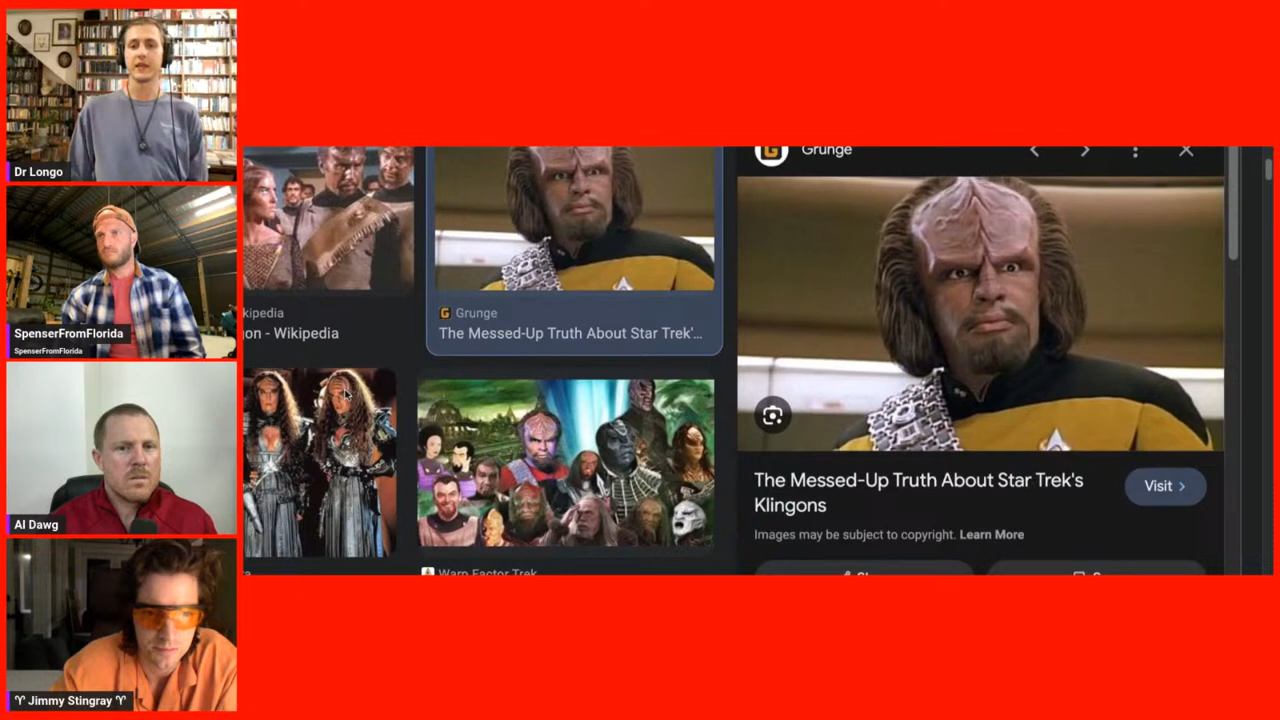 Dr Longo
SpenserFromFlorida
SpenserFromFlorida
Al Dawg
♈ Jimmy Stingray ♈
kipedia
on - Wikipedia
Grunge
The Messed-Up Truth About Star Trek'...
Warp Factor Trek
Grunge
The Messed-Up Truth About Star Trek's
Klingons
Visit
Images may be subject to copyright. Learn More